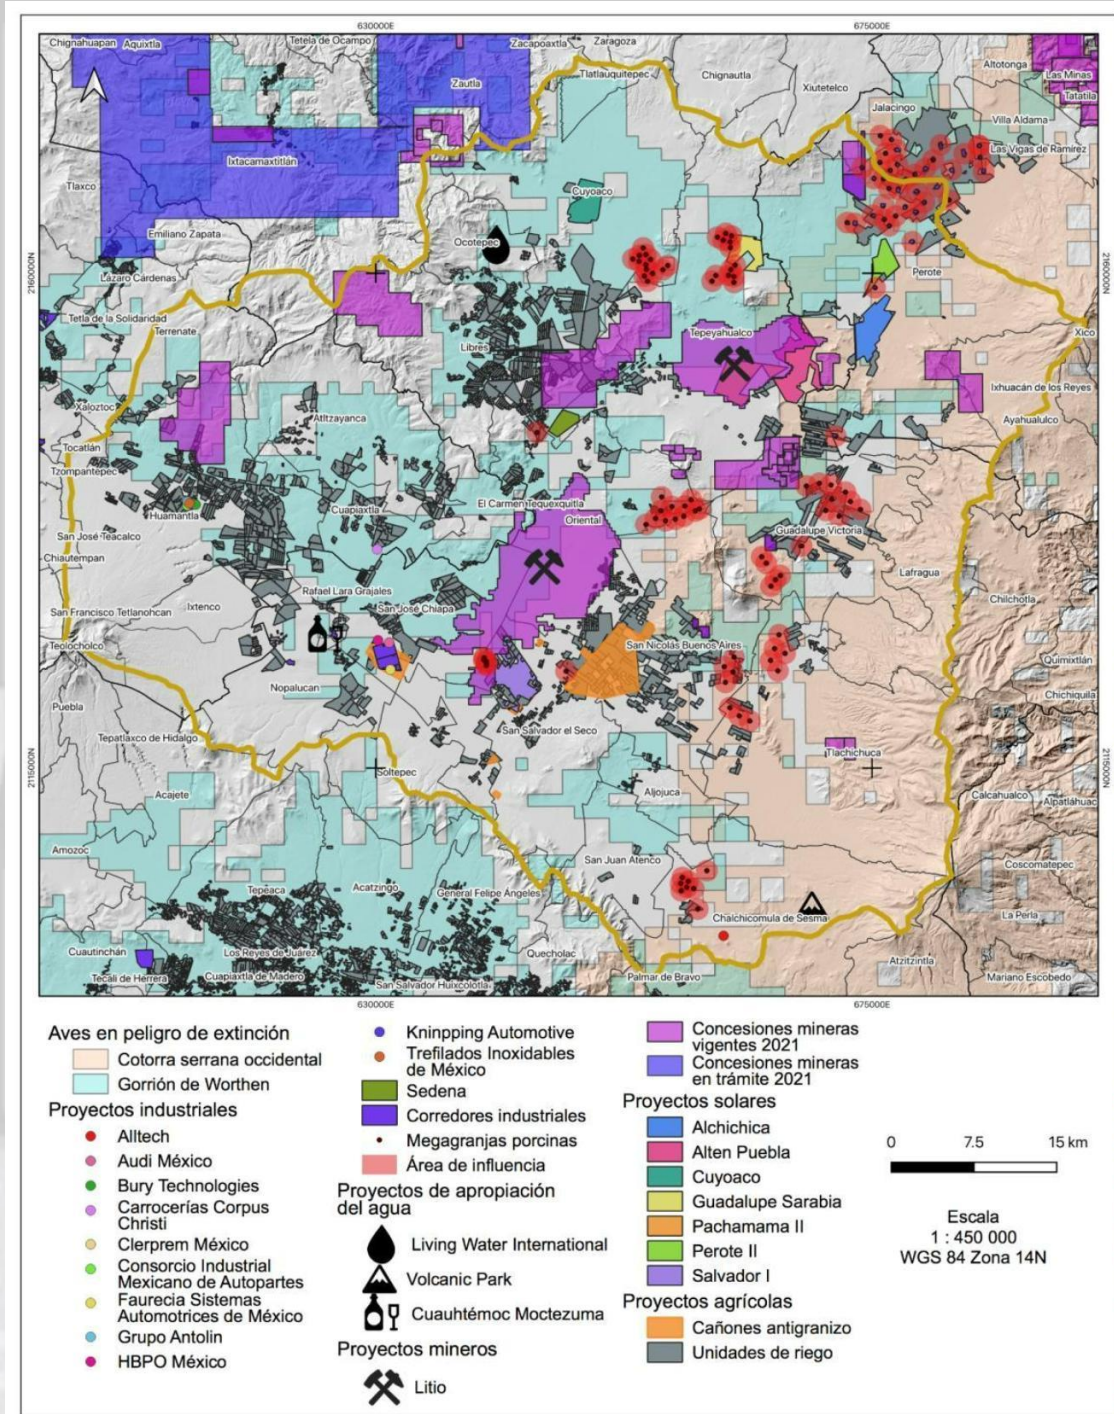 630000E
675000E
Chignahuapan
Aquixtla
Tetela de Ocampo
Zacapoaxtla
Zaragoza
Tlatlauquitepec
Chignautla
Xiutetelco
Altotonga
Las Minas
Tatatila
Zautla
Jalacingo
Villa Aldama
Las Vigas de Ramírez
Ixtacamaxtitlán
Tlaxco
Cuyoaco
Emiliano Zapata
Ocotepec
2160000N
Lázaro Cárdenas
Perote
2160000N
Tetla de la Solidaridad
Terrenate
Tepeyahualco
Xico
Libres
Ixhuacán de los Reyes
Xaloztoc
Atltzayanca
Ayahualulco
Tocatlán
Tzompantepec
El Carmen Tequexquitla
Huamantla
Cuapiaxtla
Oriental
Guadalupe Victoria
San José Teacalco
Chiautempan
Lafragua
Rafael Lara Grajales
Chilchotla
San Francisco Tetlanohcan
Ixtenco
San José Chiapa
Teolocholco
San Nicolás Buenos Aires
Quimixtlán
Nopalucan
Chichiquila
Puebla
Tepatlaxco de Hidalgo
San Salvador el Seco
Tlachichuca
2115000N
Soltepec
2115000N
Acajete
Aljojuca
Calcahualco
Alpatláhuac
Amozoc
San Juan Atenco
Coscomatepec
Tepeaca
Acatzingo
General Felipe Ángeles
Chalchicomula de Sesma
La Perla
Cuautinchán
Los Reyes de Juárez
Quecholac
Atzitzintla
Tecali de Herrera
Cuapiaxtla de Madero
San Salvador Huixcolotla
Palmar de Bravo
Mariano Escobedo
630000E
675000E
Aves en peligro de extinción
Cotorra serrana occidental
Gorrión de Worthen
Proyectos industriales
Alltech
Audi México
Bury Technologies
Carrocerías Corpus
Christi
Clerprem México
Consorcio Industrial
Mexicano de Autopartes
Faurecia Sistemas
Automotrices de México
Grupo Antolin
HBPO México
Knipping Automotive
Trefilados Inoxidables
de México
Sedena
Corredores industriales
Megagranjas porcinas
Área de influencia
Proyectos de apropiación
del agua
Living Water International
Volcanic Park
Cuauhtémoc Moctezuma
Proyectos mineros
Litio
Concesiones mineras
vigentes 2021
Concesiones mineras
en trámite 2021
Proyectos solares
Alchichica
Alten Puebla
Cuyoaco
Guadalupe Sarabia
Pachamama II
Perote II
Salvador I
Proyectos agrícolas
Cañones antigranizo
Unidades de riego
0 7.5 15 km
Escala
1 : 450 000
WGS 84 Zona 14N